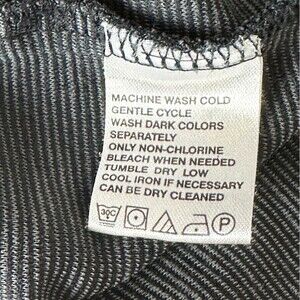 MACHINE WASH COLD
GENTLE CYCLE
WASH DARK COLORS
SEPARATELY
ONLY NON-CHLORINE
BLEACH WHEN NEEDED
TUMBLE DRY LOW
COOL IRON IF NECESSARY
CAN BE DRY CLEANED
30C P